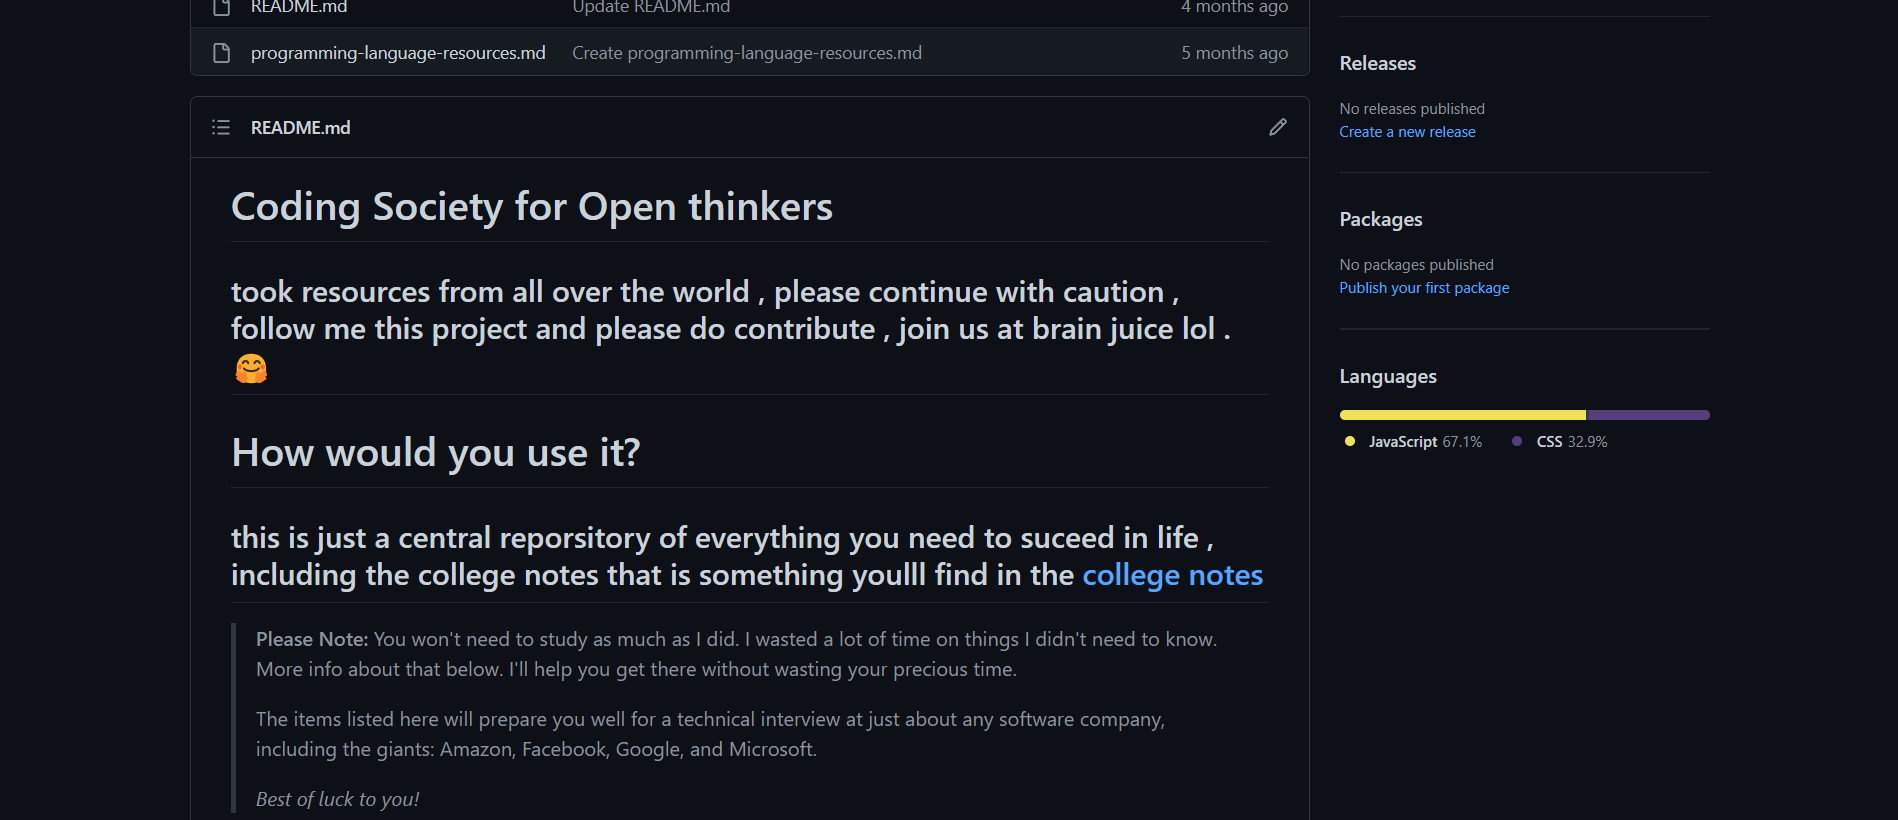 README.md Update README.md 4 months ago
programming-language-resources.md Create programming-language-resources.md 5 months ago
README.md
Coding Society for Open thinkers
took resources from all over the world , please continue with caution ,
follow me this project and please do contribute , join us at brain juice lol .
🤗
How would you use it?
this is just a central reporsitory of everything you need to suceed in life ,
including the college notes that is something youlll find in the college notes
Please Note: You won't need to study as much as I did. I wasted a lot of time on things I didn't need to know.
More info about that below. I'll help you get there without wasting your precious time.
The items listed here will prepare you well for a technical interview at just about any software company,
including the giants: Amazon, Facebook, Google, and Microsoft.
Best of luck to you!
Releases
No releases published
Create a new release
Packages
No packages published
Publish your first package
Languages
JavaScript 67.1% CSS 32.9%